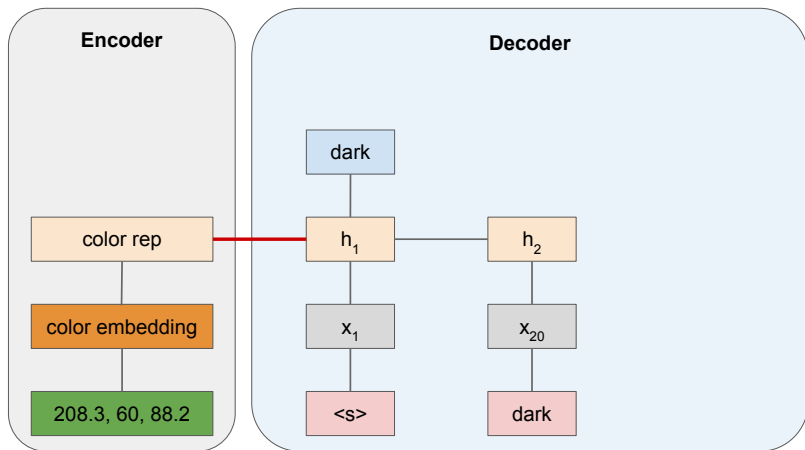 Encoder
Decoder
dark
color rep
h₁
h₂
color embedding
x₁
x₂₀
208.3, 60, 88.2
<s>
dark